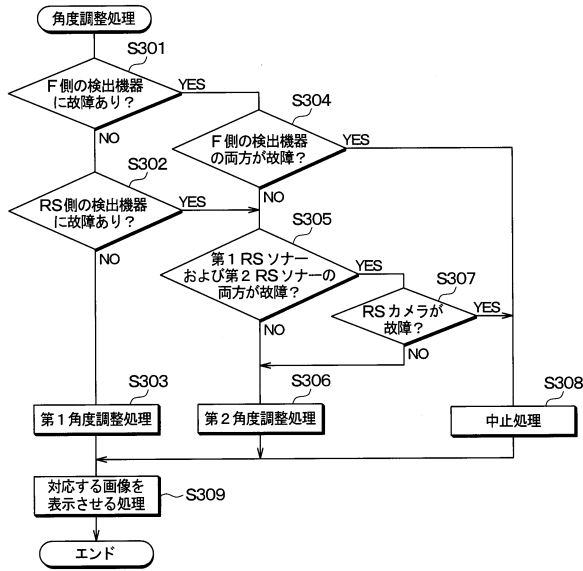 角度調整処理
S301
F側の検出機器
に故障あり？
YES
NO
S304
F側の検出機器
の両方が故障？
YES
NO
S302
RS側の検出機器
に故障あり？
YES
NO
S305
第1RSソナー
および第2RSソナーの
両方が故障？
YES
NO
S307
RSカメラが
故障？
YES
NO
S303
第1角度調整処理
S306
第2角度調整処理
S308
中止処理
対応する画像を
表示させる処理
S309
エンド